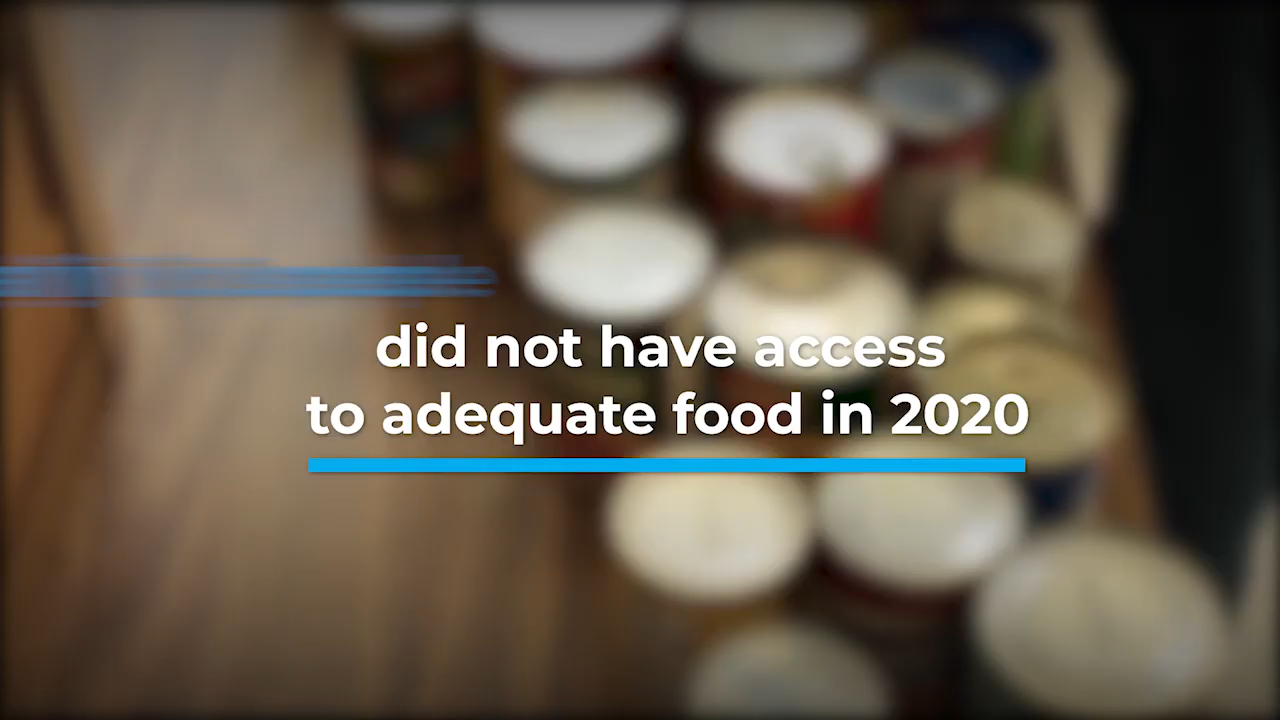 did not have access
to adequate food in 2020